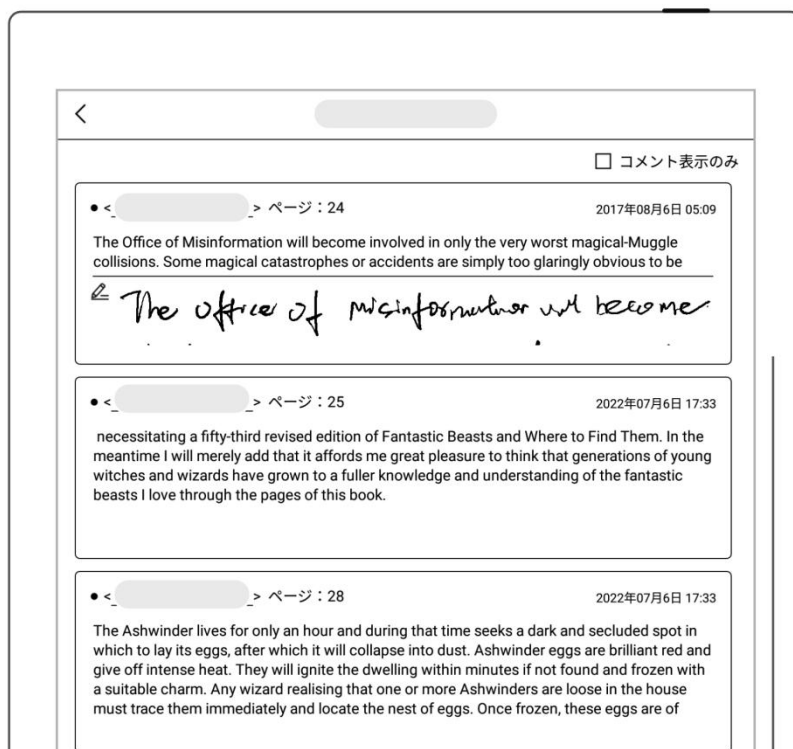 コメント表示のみ
• <_ _> ページ：24 2017年08月6日 05:09
The Office of Misinformation will become involved in only the very worst magical-Muggle
collisions. Some magical catastrophes or accidents are simply too glaringly obvious to be
The office of misinformation will become
• <_ _> ページ：25 2022年07月6日 17:33
necessitating a fifty-third revised edition of Fantastic Beasts and Where to Find Them. In the
meantime I will merely add that it affords me great pleasure to think that generations of young
witches and wizards have grown to a fuller knowledge and understanding of the fantastic
beasts I love through the pages of this book.
• <_ _> ページ：28 2022年07月6日 17:33
The Ashwinder lives for only an hour and during that time seeks a dark and secluded spot in
which to lay its eggs, after which it will collapse into dust. Ashwinder eggs are brilliant red and
give off intense heat. They will ignite the dwelling within minutes if not found and frozen with
a suitable charm. Any wizard realising that one or more Ashwinders are loose in the house
must trace them immediately and locate the nest of eggs. Once frozen, these eggs are of